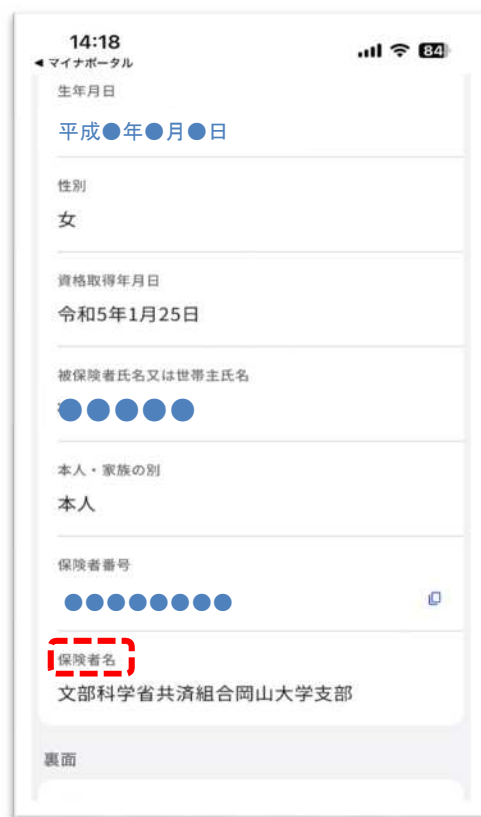 14:18
84
◀ マイナポータル
生年月日
平成●年●月●日
性別
女
資格取得年月日
令和5年1月25日
被保険者氏名又は世帯主氏名
●●●●●
本人・家族の別
本人
保険者番号
●●●●●●●●
保険者名
文部科学省共済組合岡山大学支部
裏面